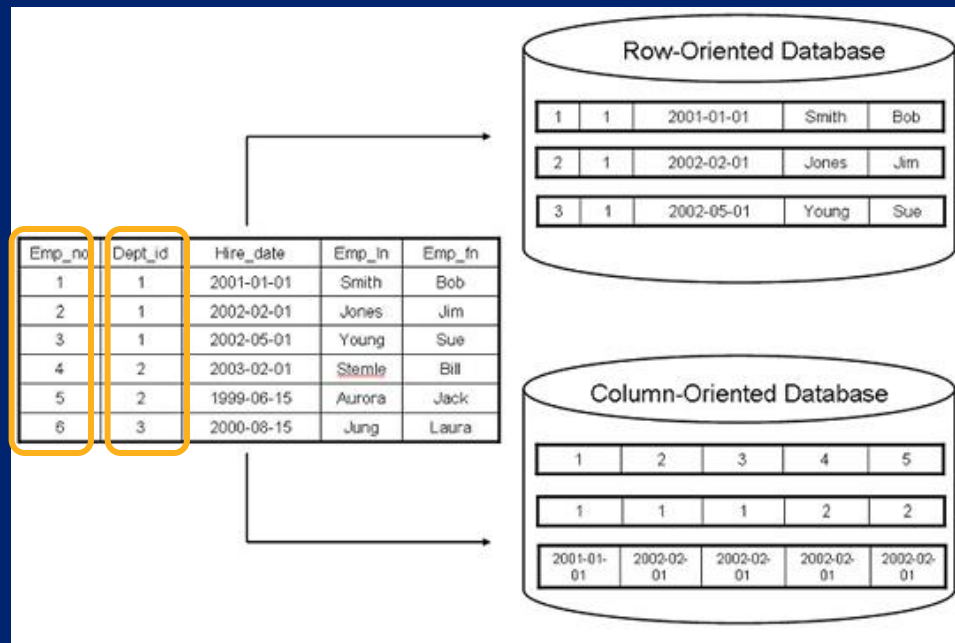 Row-Oriented Database
1 1 2001-01-01 Smith Bob
2 1 2002-02-01 Jones Jim
3 1 2002-05-01 Young Sue
Emp_no Dept_id Hire_date Emp_ln Emp_fn
1 1 2001-01-01 Smith Bob
2 1 2002-02-01 Jones Jim
3 1 2002-05-01 Young Sue
4 2 2003-02-01 Stemle Bill
5 2 1999-06-15 Aurora Jack
6 3 2000-08-15 Jung Laura
Column-Oriented Database
1 2 3 4 5
1 1 1 2 2
2001-01- 2002-02- 2002-02- 2002-02- 2002-02-
01 01 01 01 01